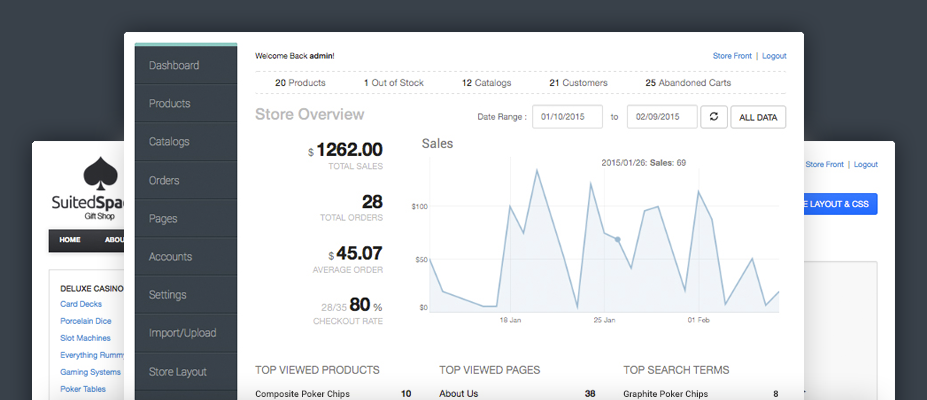 Welcome Back admin!
Store Front | Logout
20 Products 1 Out of Stock 12 Catalogs 21 Customers 25 Abandoned Carts
Dashboard
Products
Catalogs
Orders
Pages
Accounts
Settings
Import/Upload
Store Layout
Store Overview
Date Range : 01/10/2015 to 02/09/2015 ALL DATA
$ 1262.00
TOTAL SALES
28
TOTAL ORDERS
$ 45.07
AVERAGE ORDER
28/35 80 %
CHECKOUT RATE
Sales
2015/01/26: Sales: 69
$100
$50
$0
18 Jan 25 Jan 01 Feb
TOP VIEWED PRODUCTS
Composite Poker Chips 10
TOP VIEWED PAGES
About Us 38
TOP SEARCH TERMS
Graphite Poker Chips 8
SuitedSpa
Gift Shop
HOME ABOU
DELUXE CASINO
Card Decks
Porcelain Dice
Slot Machines
Everything Rummy
Gaming Systems
Poker Tables
Store Front | Logout
E LAYOUT & CSS